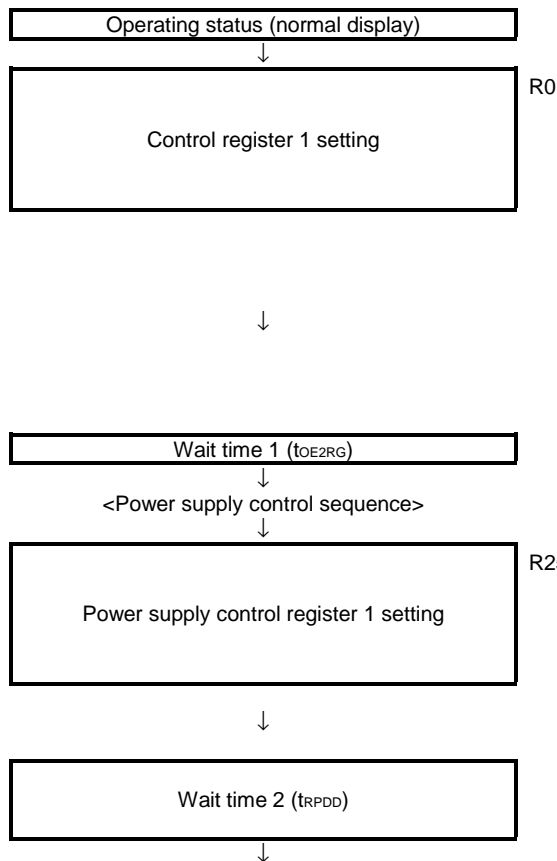 Operating status (normal display)
↓
Control register 1 setting
R0
↓
Wait time 1 (tOE2RG)
↓
<Power supply control sequence>
↓
Power supply control register 1 setting
↓
Wait time 2 (tRPDD)
↓